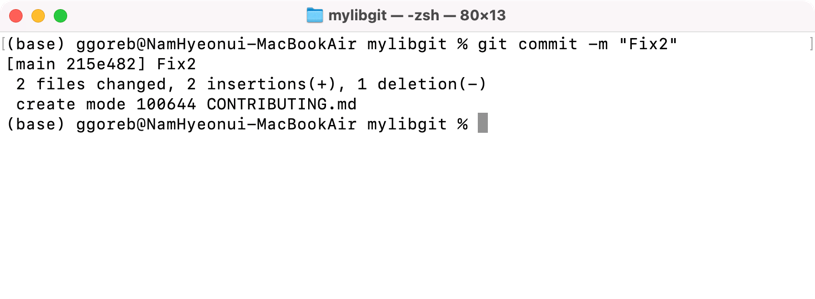 mylibgit — -zsh — 80×13
(base) ggoreb@NamHyeonui-MacBookAir mylibgit % git commit -m "Fix2"
[main 215e482] Fix2
 2 files changed, 2 insertions(+), 1 deletion(-)
 create mode 100644 CONTRIBUTING.md
(base) ggoreb@NamHyeonui-MacBookAir mylibgit %